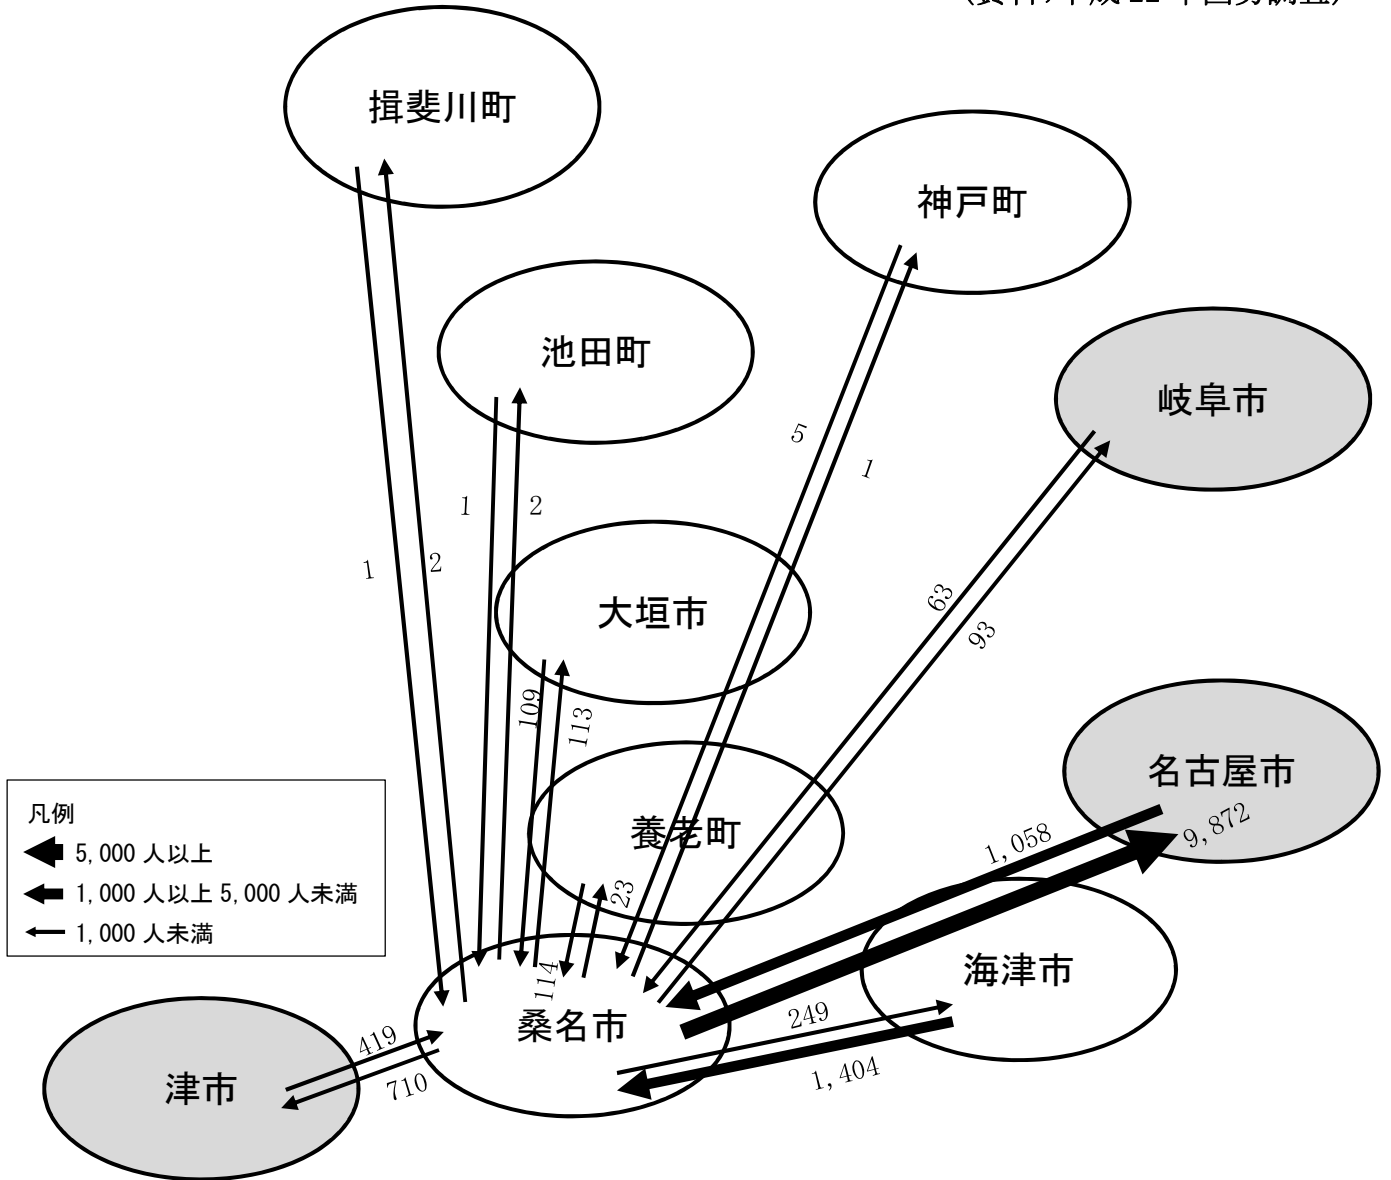 揖斐川町
神戸町
池田町
岐阜市
5
1
1
2
1
2
大垣市
63
93
109
113
名古屋市
養老町
1,058
9,872
凡例
5,000 人以上
1,000 人以上 5,000 人未満
1,000 人未満
23
114
海津市
249
桑名市
419
1,404
710
津市